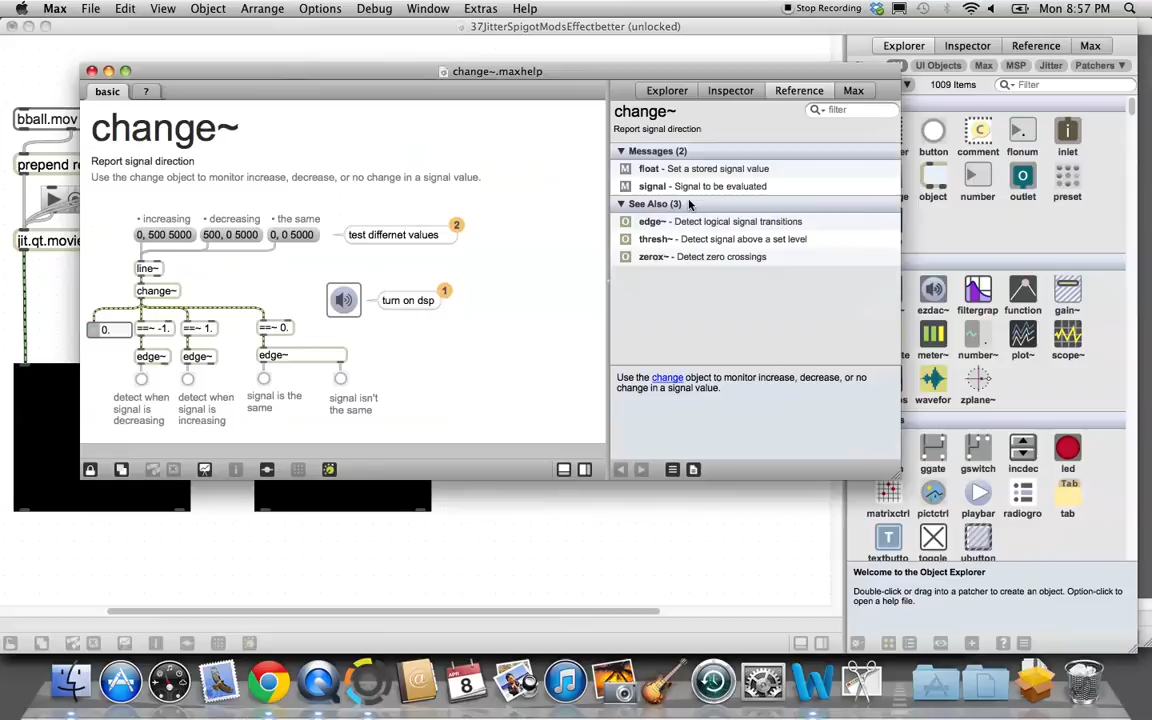 Max File Edit View Object Arrange Options Debug Window Extras Help
Stop Recording
Mon 8:57 PM
37JitterSpigotModsEffectbetter (unlocked)
Explorer Inspector Reference Max
UI Objects Max MSP Jitter Patchers ▼
1009 Items
Filter
button comment flonum inlet
object number outlet preset
ezdac~ filtergrap function gain~
meter~ number~ plot~ scope~
wavefor zplane~
ggate gswitch incdec led
matrixctrl pictctrl playbar radiogro tab
Tab
textbutto toggle ubutton
Welcome to the Object Explorer
Double-click or drag into a patcher to create an object. Option-click to
open a help file.
bball.mov
prepend re
jit.qt.movie
change~.maxhelp
basic ?
change~
Report signal direction
Use the change object to monitor increase, decrease, or no change in a signal value.
• increasing • decreasing • the same
0, 500 5000 500, 0 5000 0, 0 5000
test differnet values
2
line~
change~
turn on dsp
1
0. ==~ -1. ==~ 1. ==~ 0.
edge~ edge~ edge~
detect when
signal is
decreasing
detect when
signal is
increasing
signal is the
same
signal isn't
the same
Explorer Inspector Reference Max
change~
filter
Report signal direction
▼ Messages (2)
M float - Set a stored signal value
M signal - Signal to be evaluated
▼ See Also (3)
O edge~ - Detect logical signal transitions
O thresh~ - Detect signal above a set level
O zerox~ - Detect zero crossings
Use the change object to monitor increase, decrease, or no
change in a signal value.
APR
8